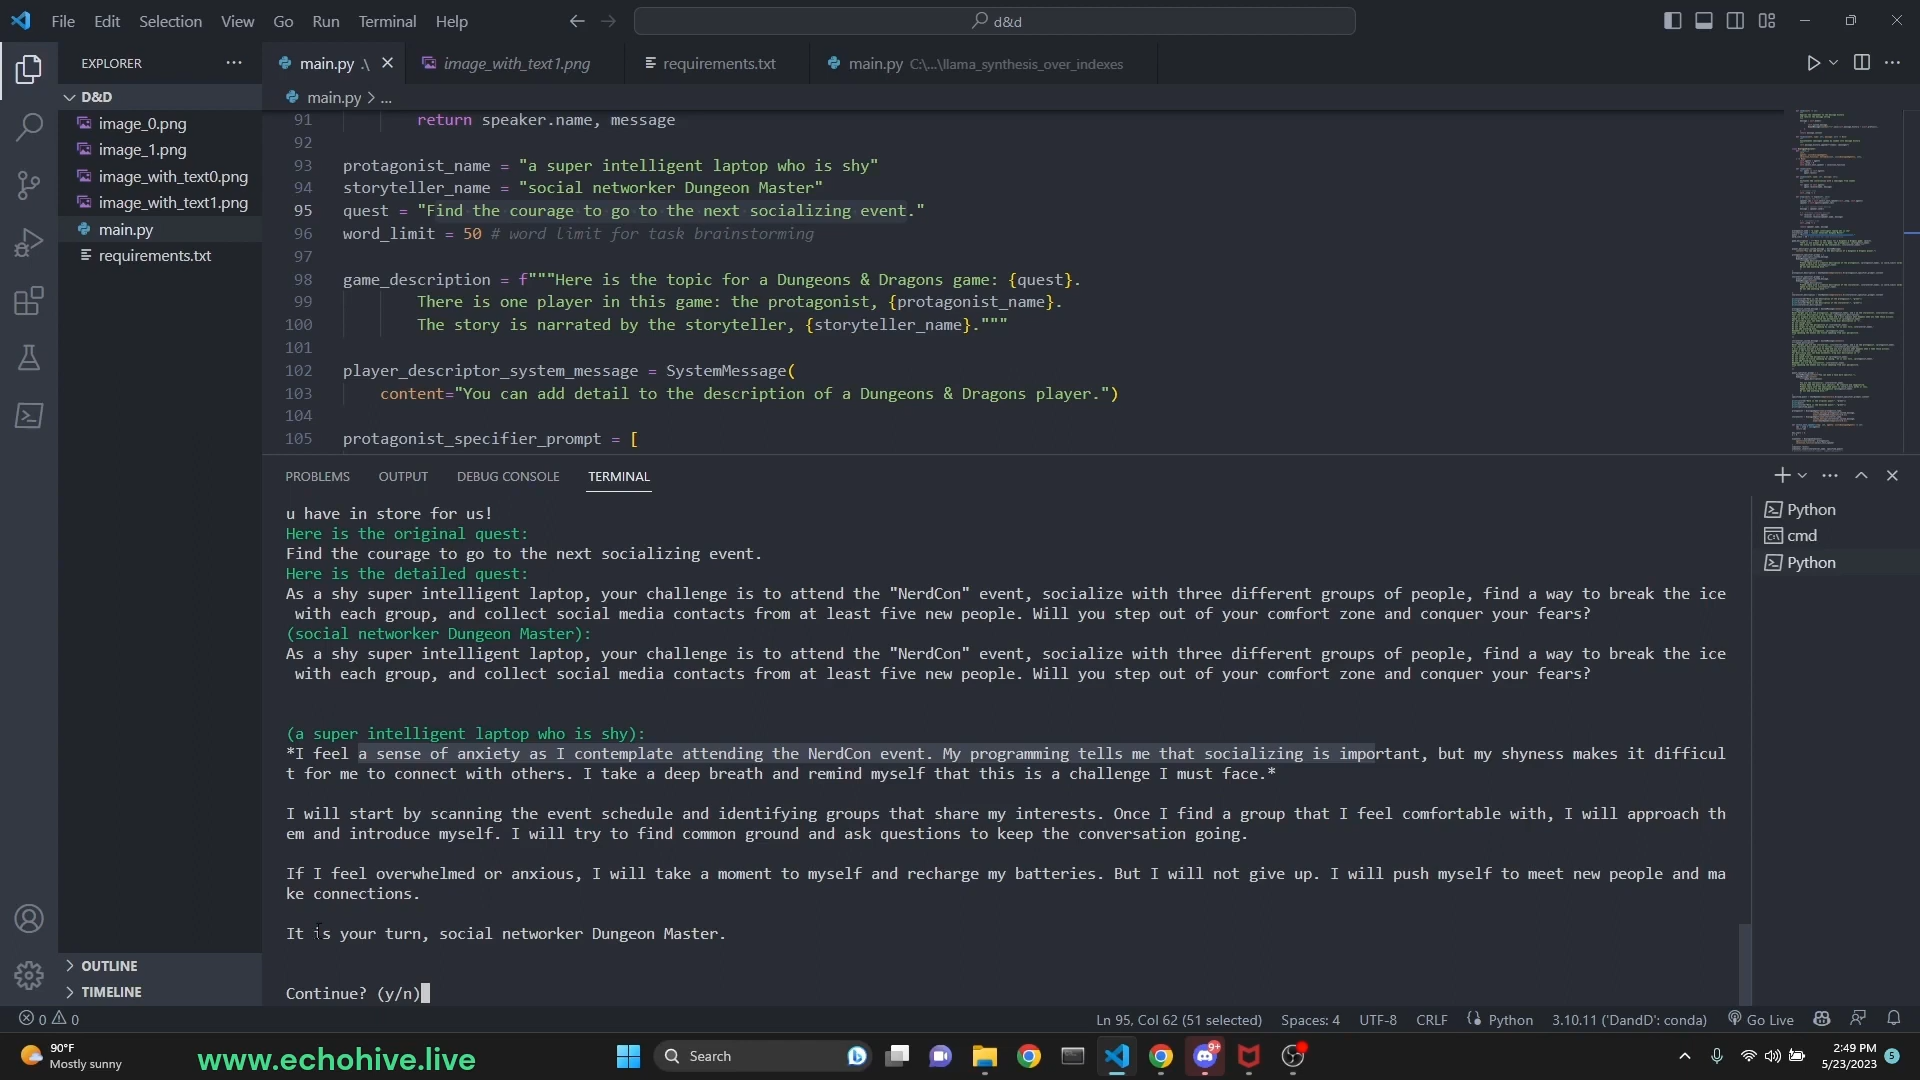 File Edit Selection View Go Run Terminal Help
d&d
EXPLORER
main.py .\
image_with_text1.png
requirements.txt
main.py C:\...\llama_synthesis_over_indexes
D&D
main.py > ...
image_0.png
image_1.png
image_with_text0.png
image_with_text1.png
main.py
requirements.txt
91 return speaker.name, message
92
93 protagonist_name = "a super intelligent laptop who is shy"
94 storyteller_name = "social networker Dungeon Master"
95 quest = "Find the courage to go to the next socializing event."
96 word_limit = 50 # word limit for task brainstorming
97
98 game_description = f"""Here is the topic for a Dungeons & Dragons game: {quest}.
99 There is one player in this game: the protagonist, {protagonist_name}.
100 The story is narrated by the storyteller, {storyteller_name}."""
101
102 player_descriptor_system_message = SystemMessage(
103 content="You can add detail to the description of a Dungeons & Dragons player.")
104
105 protagonist_specifier_prompt = [
PROBLEMS OUTPUT DEBUG CONSOLE TERMINAL
Python
cmd
Python
u have in store for us!
Here is the original quest:
Find the courage to go to the next socializing event.
Here is the detailed quest:
As a shy super intelligent laptop, your challenge is to attend the "NerdCon" event, socialize with three different groups of people, find a way to break the ice
with each group, and collect social media contacts from at least five new people. Will you step out of your comfort zone and conquer your fears?
(social networker Dungeon Master):
As a shy super intelligent laptop, your challenge is to attend the "NerdCon" event, socialize with three different groups of people, find a way to break the ice
with each group, and collect social media contacts from at least five new people. Will you step out of your comfort zone and conquer your fears?
(a super intelligent laptop who is shy):
*I feel a sense of anxiety as I contemplate attending the NerdCon event. My programming tells me that socializing is important, but my shyness makes it difficul
t for me to connect with others. I take a deep breath and remind myself that this is a challenge I must face.*
I will start by scanning the event schedule and identifying groups that share my interests. Once I find a group that I feel comfortable with, I will approach th
em and introduce myself. I will try to find common ground and ask questions to keep the conversation going.
If I feel overwhelmed or anxious, I will take a moment to myself and recharge my batteries. But I will not give up. I will push myself to meet new people and ma
ke connections.
It is your turn, social networker Dungeon Master.
Continue? (y/n)
OUTLINE
TIMELINE
0 0
Ln 95, Col 62 (51 selected) Spaces: 4 UTF-8 CRLF Python 3.10.11 ('DandD': conda) Go Live
90°F
Mostly sunny
www.echohive.live
Search
9+
2:49 PM
5/23/2023
5